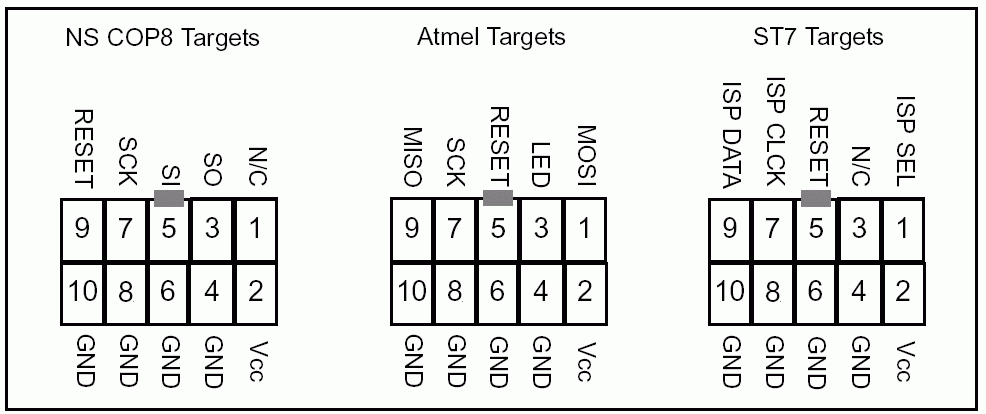 NS COP8 Targets Atmel Targets ST7 Targets
RESET SCK SI SO N/C MISO SCK RESET LED MOSI ISP DATA ISP CLCK RESET N/C ISP SEL
9 7 5 3 1 9 7 5 3 1 9 7 5 3 1
10 8 6 4 2 10 8 6 4 2 10 8 6 4 2
GND GND GND GND Vcc GND GND GND GND Vcc GND GND GND GND Vcc